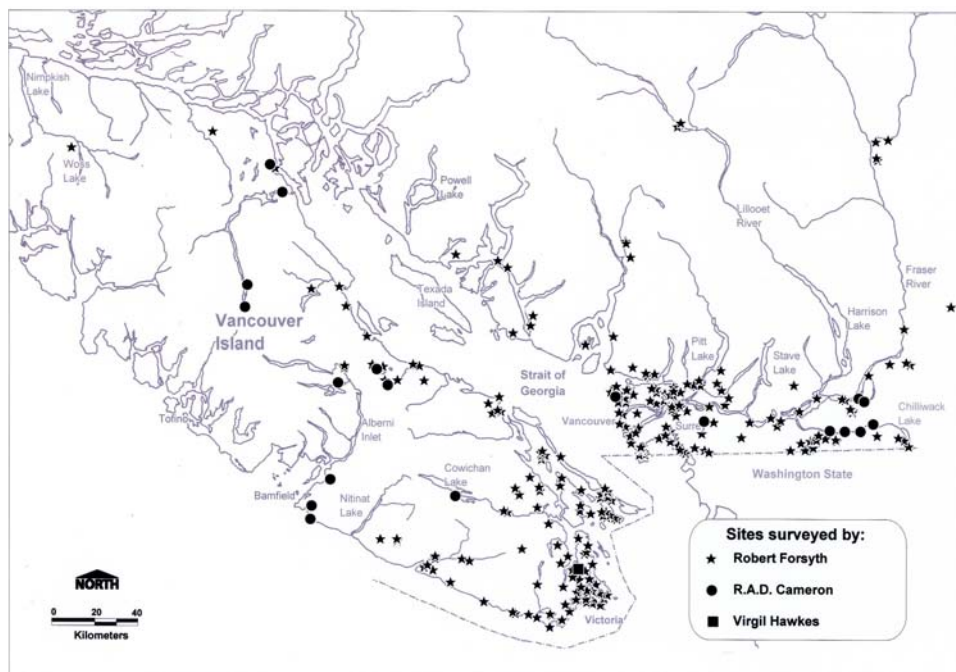 Nimpkish
Lake
Woss
Lake
Powell
Lake
Lillooet
River
Fraser
River
Texada
Island
Harrison
Lake
Vancouver
Island
Pitt
Lake
Stave
Lake
Strait of
Georgia
Vancouver
Surrey
Chilliwack
Lake
Tofino
Alberni
Inlet
Washington State
Cowichan
Lake
Bamfield
Nitinat
Lake
Victoria
NORTH
0 20 40
Kilometers
Sites surveyed by:
Robert Forsyth
R.A.D. Cameron
Virgil Hawkes